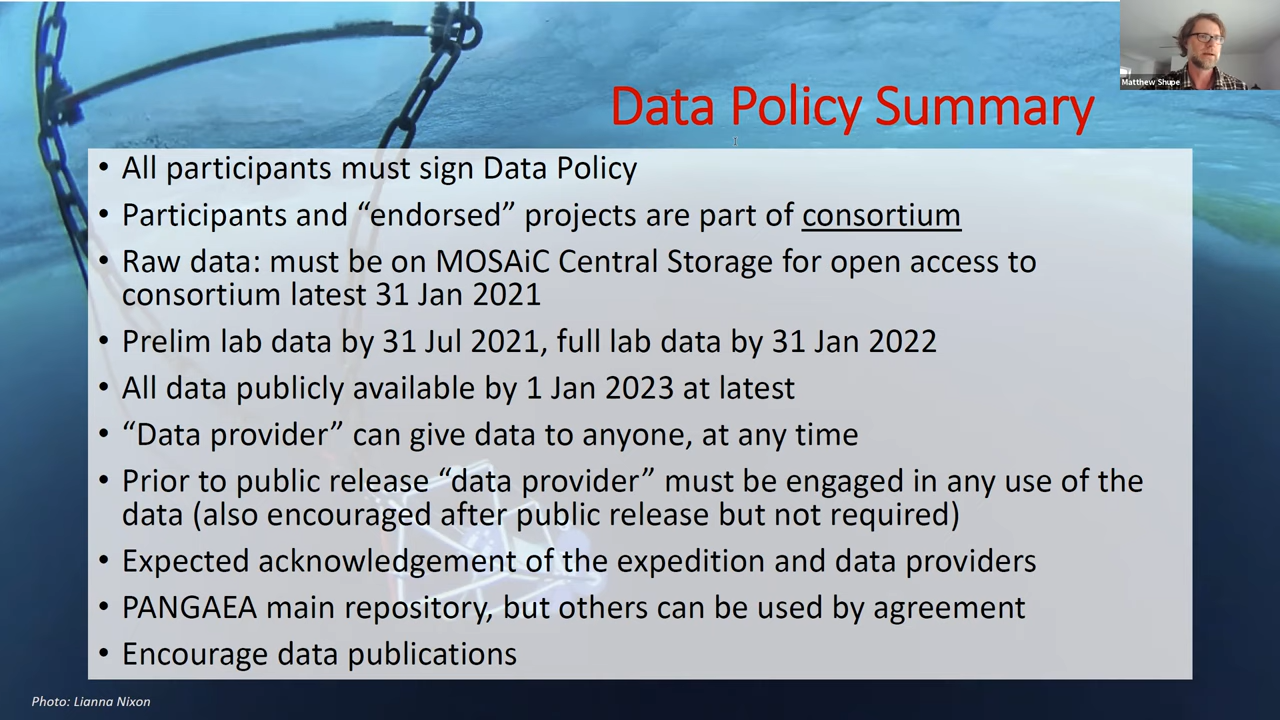 Matthew Shupe
Data Policy Summary
• All participants must sign Data Policy
• Participants and “endorsed” projects are part of consortium
• Raw data: must be on MOSAiC Central Storage for open access to
consortium latest 31 Jan 2021
• Prelim lab data by 31 Jul 2021, full lab data by 31 Jan 2022
• All data publicly available by 1 Jan 2023 at latest
• “Data provider” can give data to anyone, at any time
• Prior to public release “data provider” must be engaged in any use of the
data (also encouraged after public release but not required)
• Expected acknowledgement of the expedition and data providers
• PANGAEA main repository, but others can be used by agreement
• Encourage data publications
Photo: Lianna Nixon